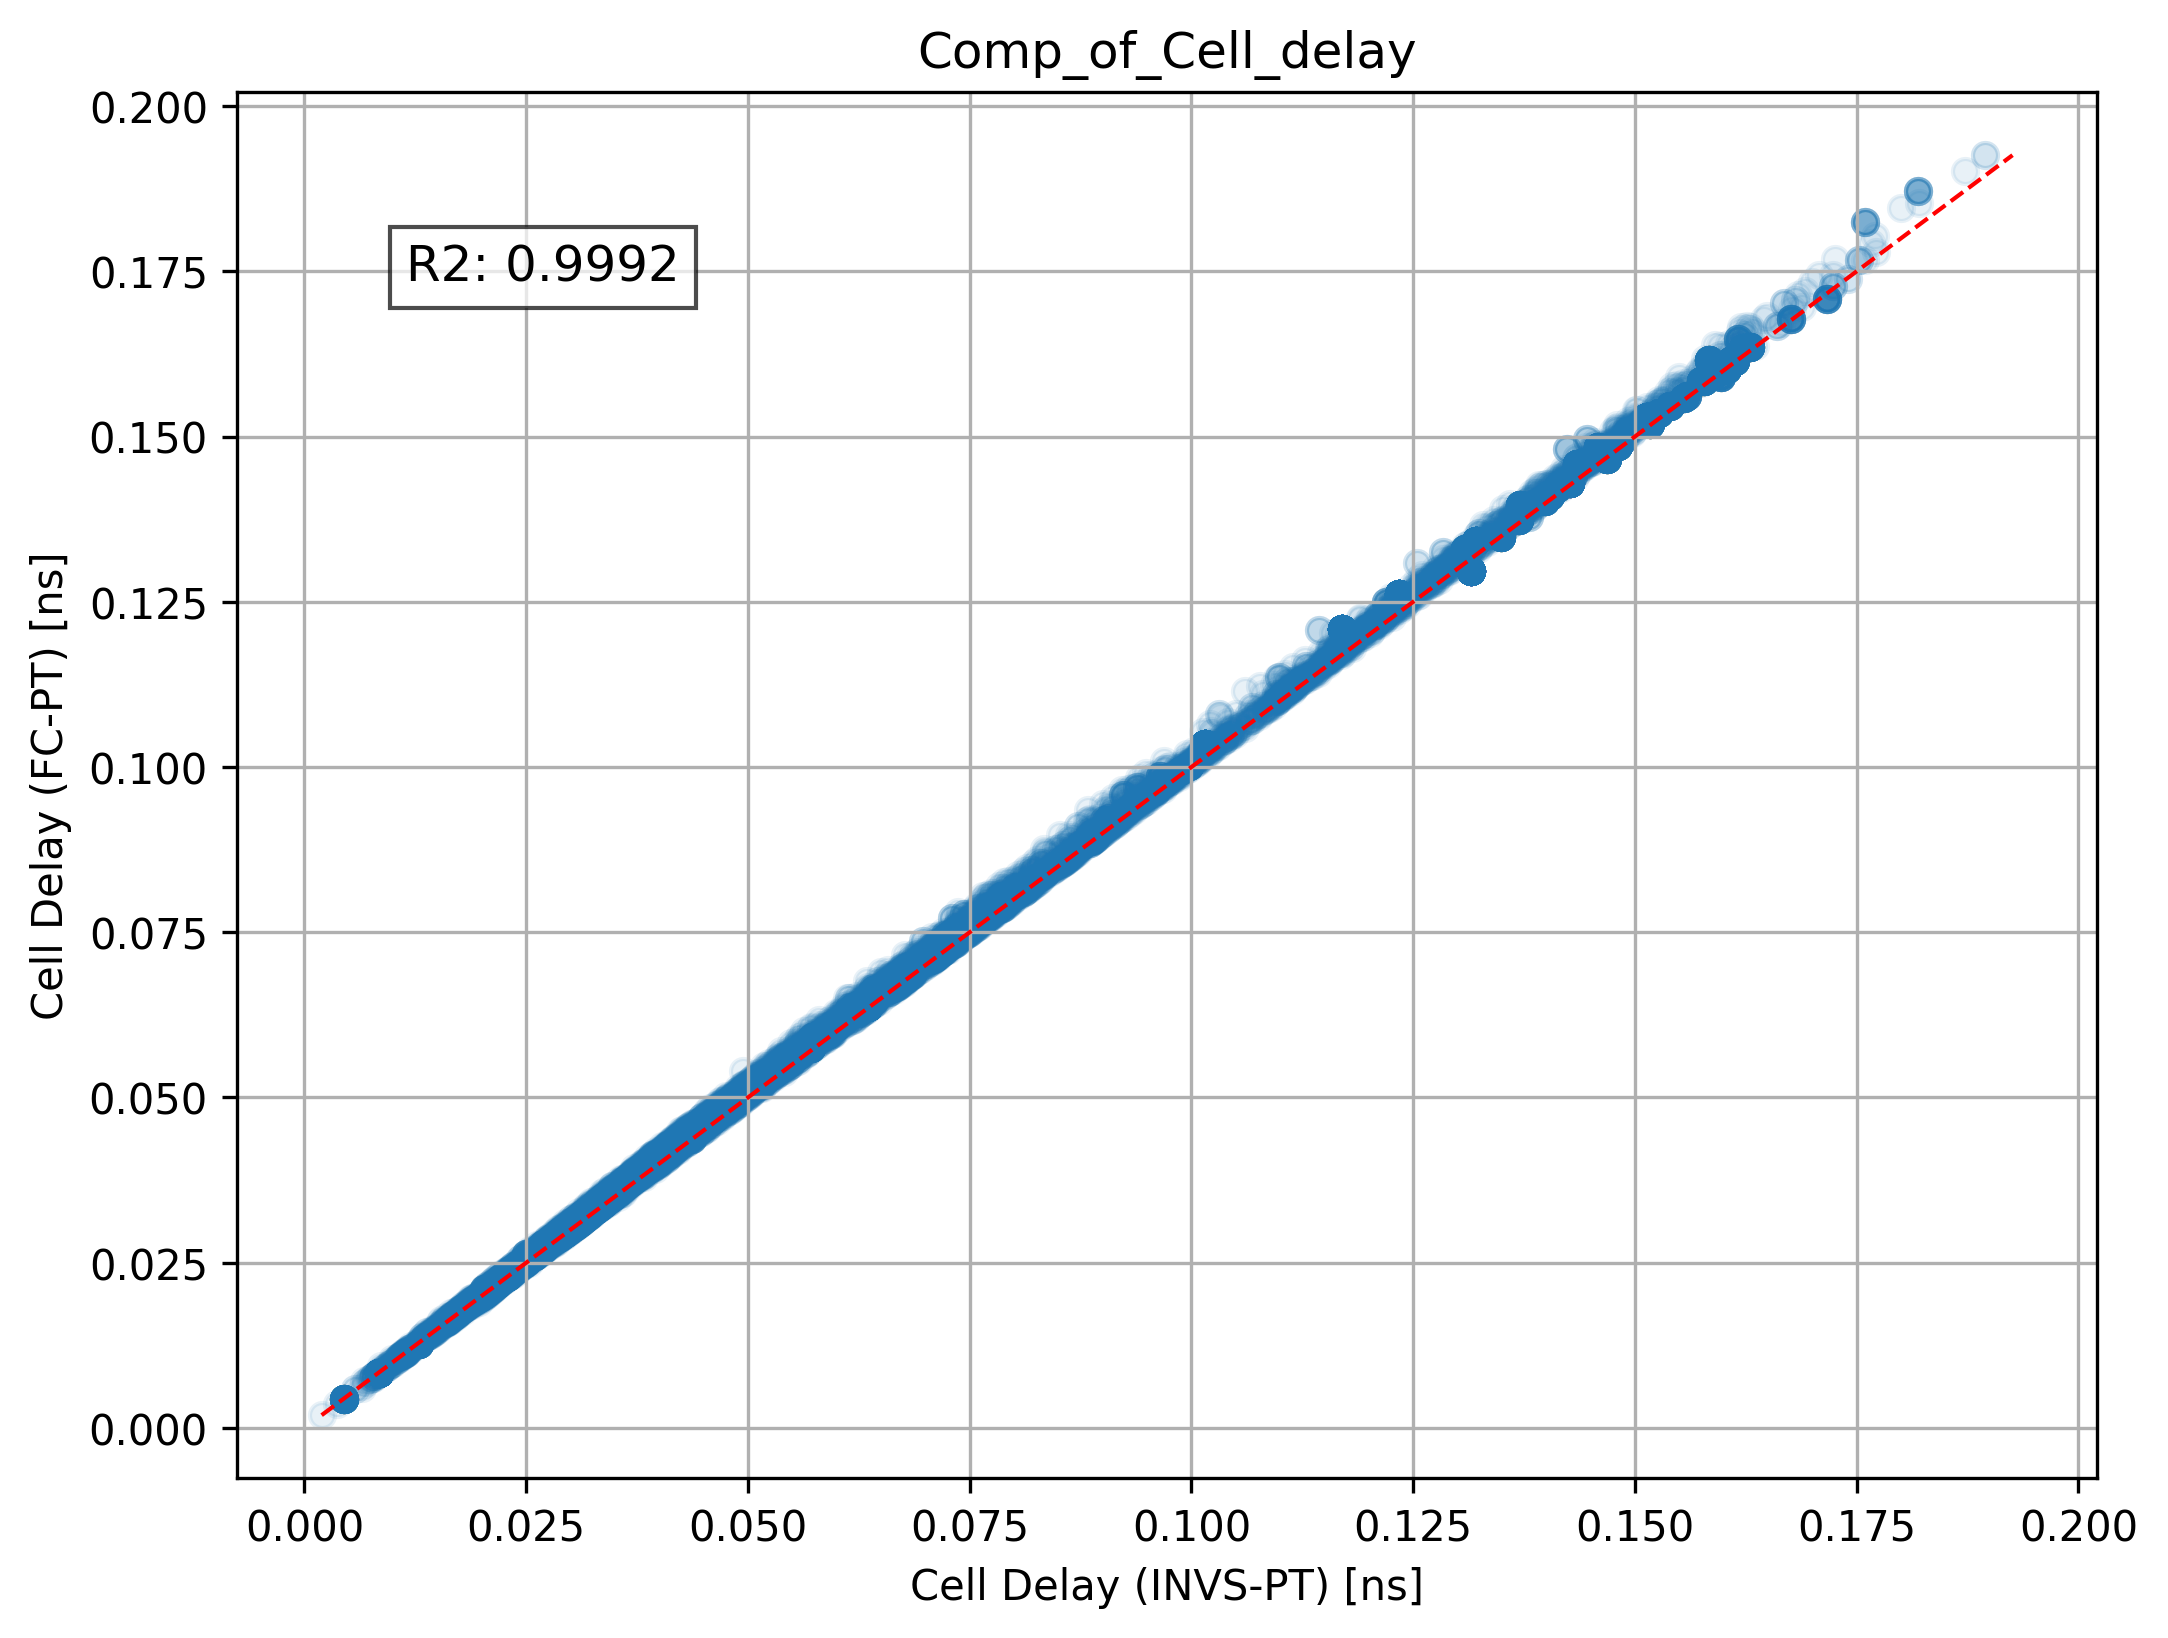 Comp_of_Cell_delay
0.200
0.175
0.150
0.125
0.100
0.075
0.050
0.025
0.000
R2: 0.9992
Cell Delay (FC-PT) [ns]
0.000 0.025 0.050 0.075 0.100 0.125 0.150 0.175 0.200
Cell Delay (INVS-PT) [ns]